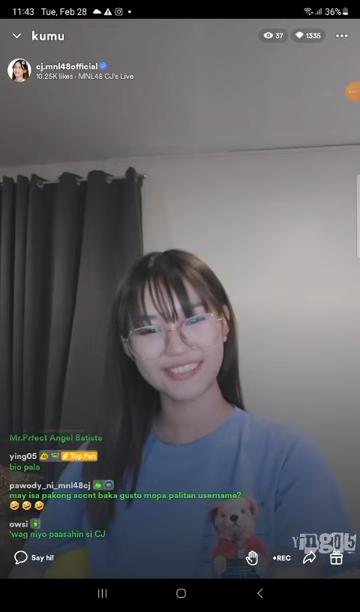 11:43 Tue, Feb 28 36%
kumu 37 1335
cj.mnl48official
10.25K likes · MNL48 CJ's Live
Mr.Prfect Angel Batista
ying05 Top Fan
bio pala
pawody_ni_mnl48cj
may isa pakong accnt baka gusto mopa palitan username?
🤣🤣🤣
owsi
'wag niyo paasahin si CJ
Say hi! •REC